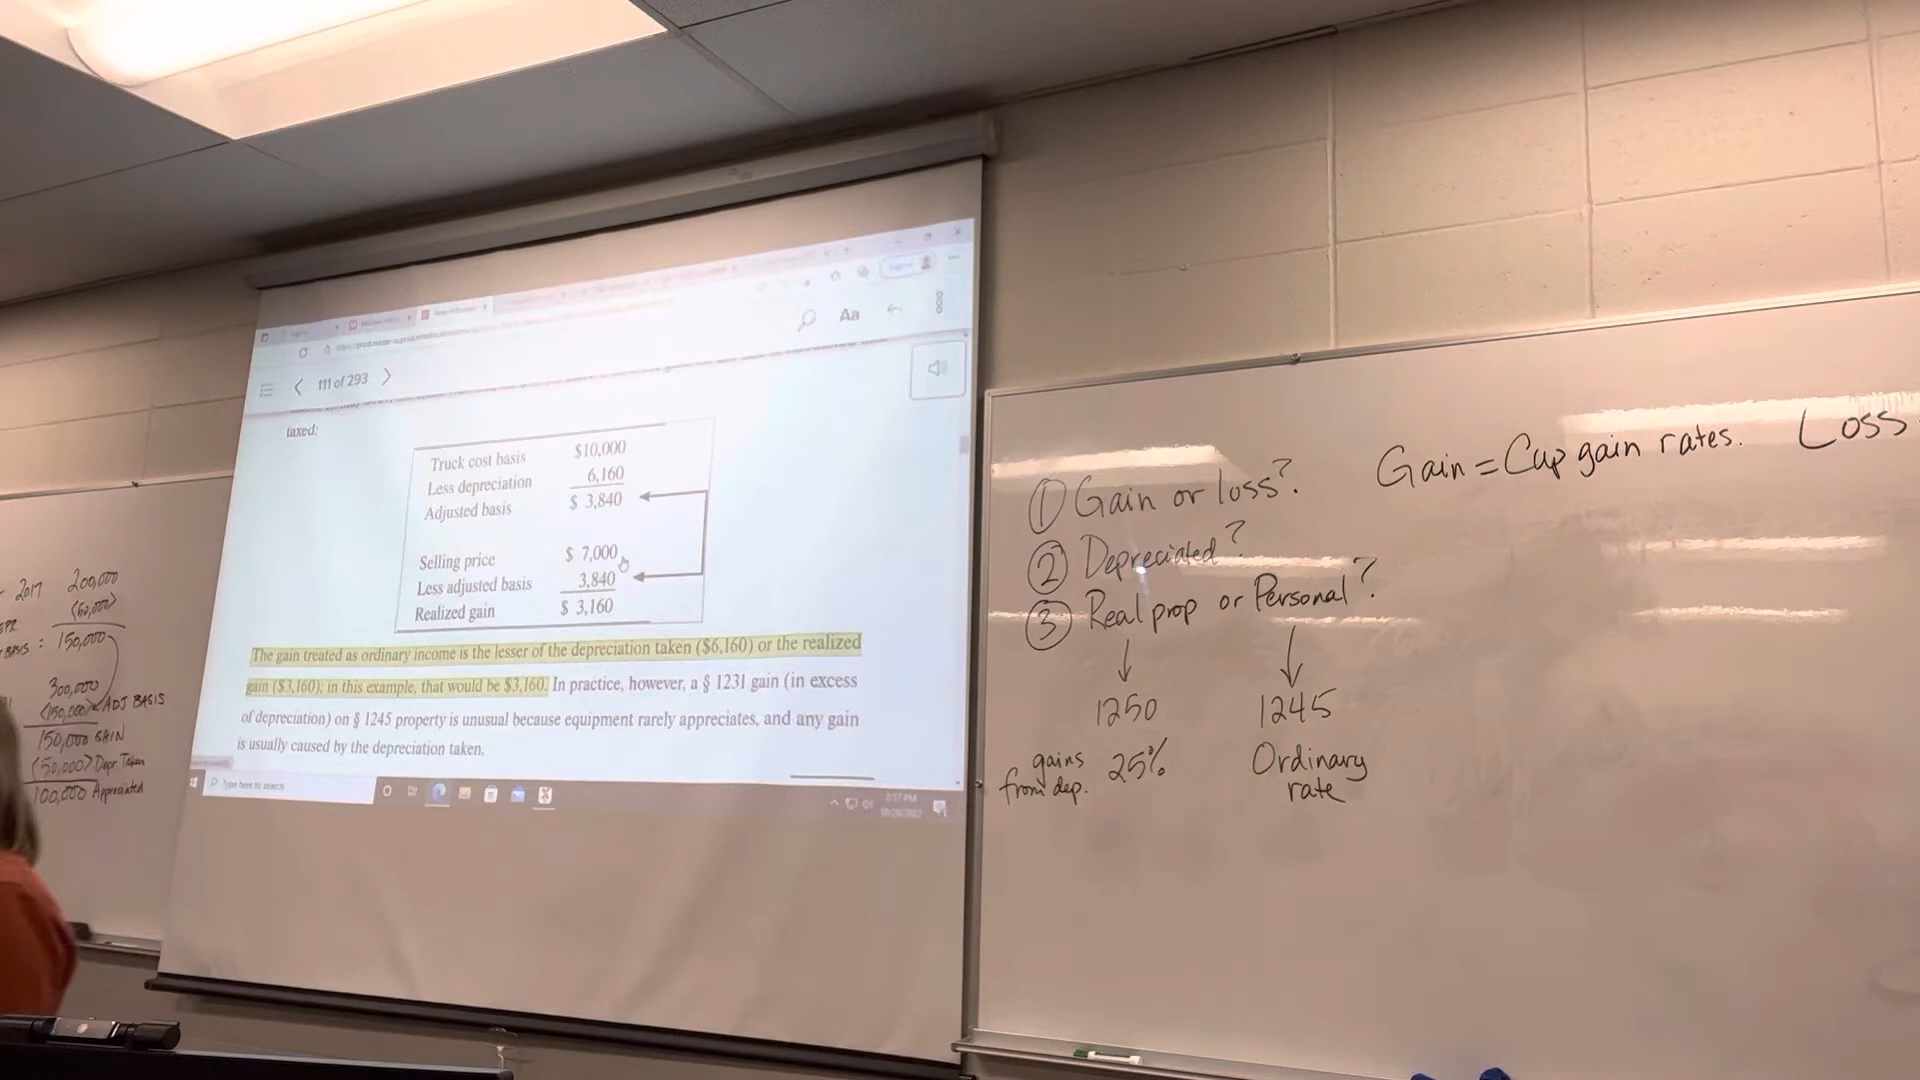 2017 200,000
<50,000>
BASIS : 150,000
300,000
<150,000> ADJ BASIS
150,000 GAIN
<50,000> Depr. Taken
100,000 Appreciated
111 of 293
Aa
taxed:
Truck cost basis $10,000
Less depreciation 6,160
Adjusted basis $ 3,840
Selling price $ 7,000
Less adjusted basis 3,840
Realized gain $ 3,160
The gain treated as ordinary income is the lesser of the depreciation taken ($6,160) or the realized
gain ($3,160); in this example, that would be $3,160. In practice, however, a § 1231 gain (in excess
of depreciation) on § 1245 property is unusual because equipment rarely appreciates, and any gain
is usually caused by the depreciation taken.
Type here to search
2:57 PM
Gain = Cap gain rates. Loss
① Gain or loss?
② Depreciated?
③ Real prop or Personal?
↓ ↓
1250 1245
gains from dep. 25% Ordinary
rate